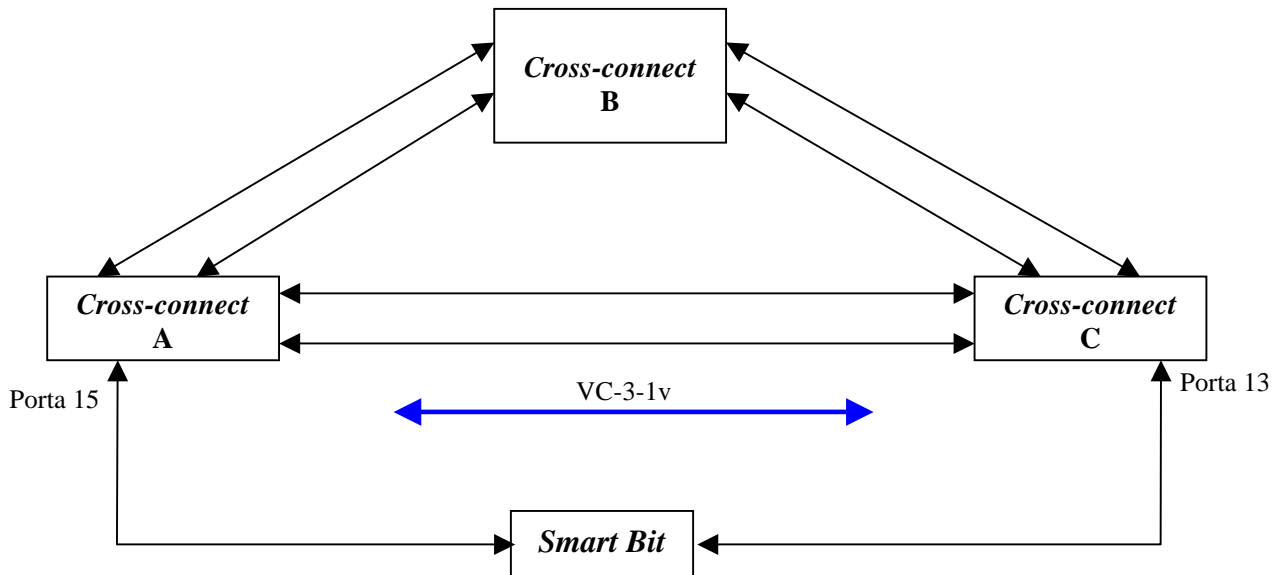 Cross-connect
B
Cross-connect
A
Cross-connect
C
Porta 15
VC-3-1v
Porta 13
Smart Bit